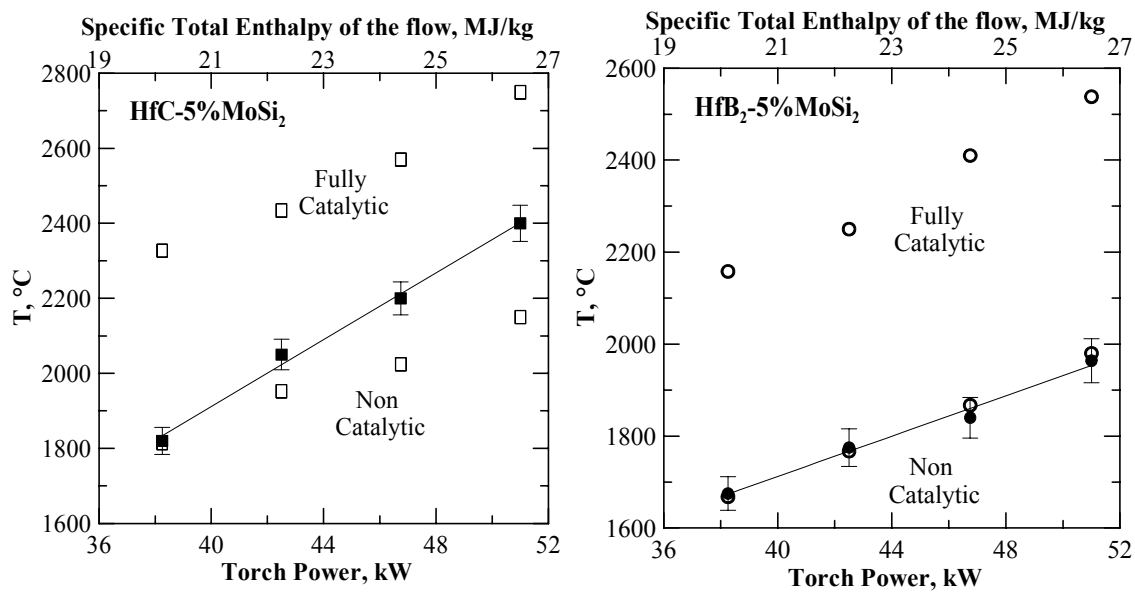 Specific Total Enthalpy of the flow, MJ/kg
19 21 23 25 27
2800
2600
2400
2200
2000
1800
1600
T, °C
HfC-5%MoSi₂
Fully
Catalytic
Non
Catalytic
36 40 44 48 52
Torch Power, kW
Specific Total Enthalpy of the flow, MJ/kg
19 21 23 25 27
2600
2400
2200
2000
1800
1600
T, °C
HfB₂-5%MoSi₂
Fully
Catalytic
Non
Catalytic
36 40 44 48 52
Torch Power, kW